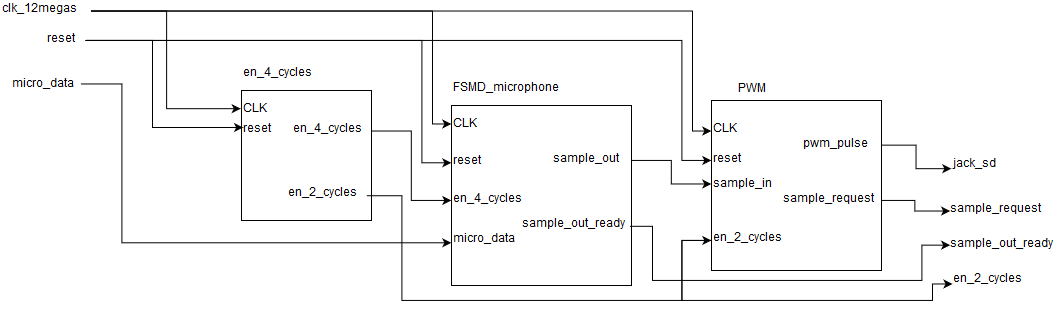 clk_12megas
reset
micro_data
en_4_cycles
CLK
reset
en_4_cycles
en_2_cycles
FSMD_microphone
CLK
reset
sample_out
en_4_cycles
sample_out_ready
micro_data
PWM
CLK
pwm_pulse
reset
sample_in
sample_request
en_2_cycles
jack_sd
sample_request
sample_out_ready
en_2_cycles